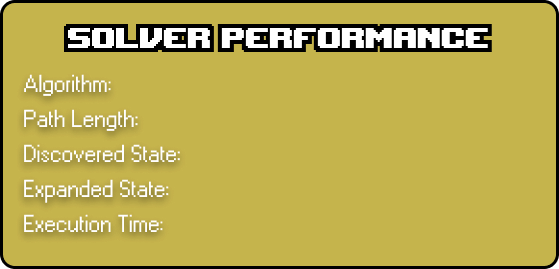 SOLVER PERFORMANCE
Algorithm:
Path Length:
Discovered State:
Expanded State:
Execution Time: